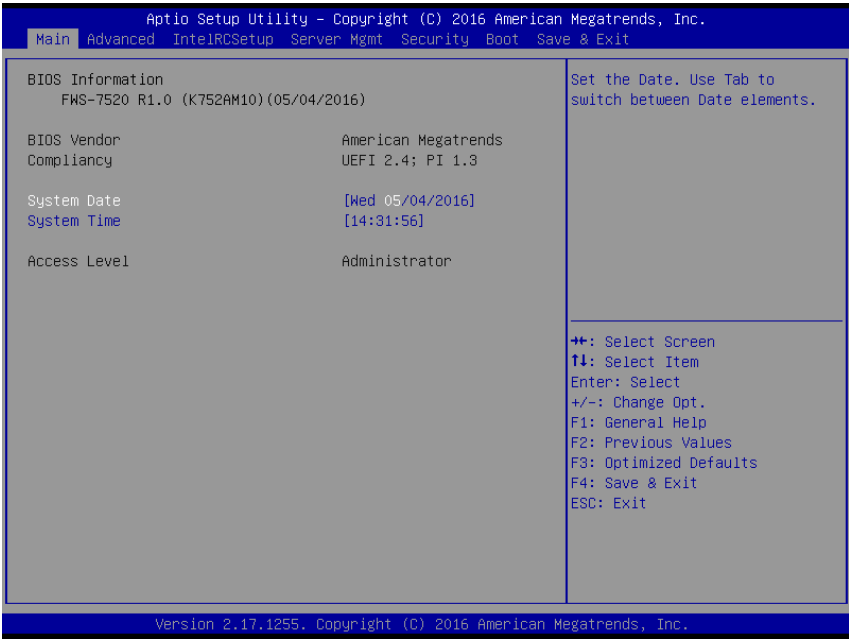 Aptio Setup Utility – Copyright (C) 2016 American Megatrends, Inc.
Main Advanced IntelRCSetup Server Mgmt Security Boot Save & Exit
BIOS Information
FWS-7520 R1.0 (K752AM10)(05/04/2016)
BIOS Vendor American Megatrends
Compliancy UEFI 2.4; PI 1.3
System Date [Wed 05/04/2016]
System Time [14:31:56]
Access Level Administrator
Set the Date. Use Tab to
switch between Date elements.
→←: Select Screen
↑↓: Select Item
Enter: Select
+/-: Change Opt.
F1: General Help
F2: Previous Values
F3: Optimized Defaults
F4: Save & Exit
ESC: Exit
Version 2.17.1255. Copyright (C) 2016 American Megatrends, Inc.